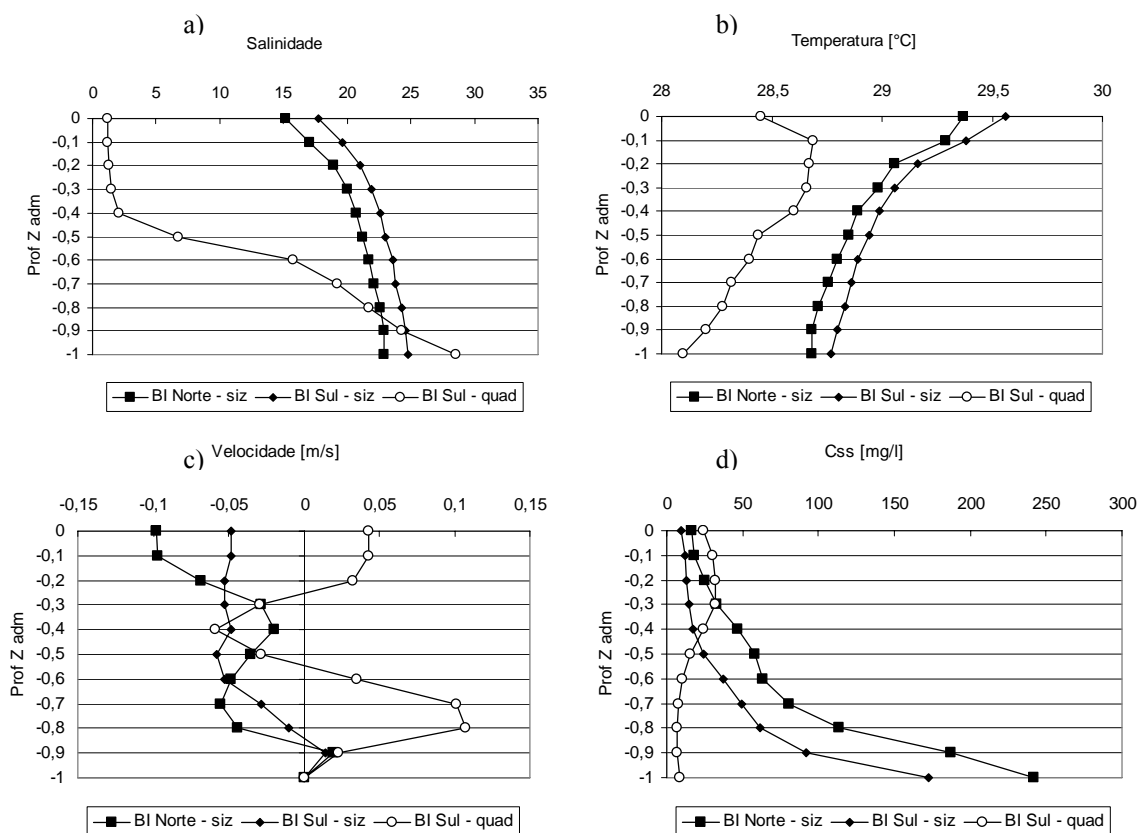 a)
Salinidade
0 5 10 15 20 25 30 35
0
-0,1
-0,2
-0,3
-0,4
-0,5
-0,6
-0,7
-0,8
-0,9
-1
Prof Z adm
BI Norte - siz BI Sul - siz BI Sul - quad
b)
Temperatura [°C]
28 28,5 29 29,5 30
0
-0,1
-0,2
-0,3
-0,4
-0,5
-0,6
-0,7
-0,8
-0,9
-1
Prof Z adm
BI Norte - siz BI Sul - siz BI Sul - quad
c)
Velocidade [m/s]
-0,15 -0,1 -0,05 0 0,05 0,1 0,15
0
-0,1
-0,2
-0,3
-0,4
-0,5
-0,6
-0,7
-0,8
-0,9
-1
Prof Z adm
BI Norte - siz BI Sul - siz BI Sul - quad
d)
Css [mg/l]
0 50 100 150 200 250 300
0
-0,1
-0,2
-0,3
-0,4
-0,5
-0,6
-0,7
-0,8
-0,9
-1
Prof Z adm
BI Norte - siz BI Sul - siz BI Sul - quad